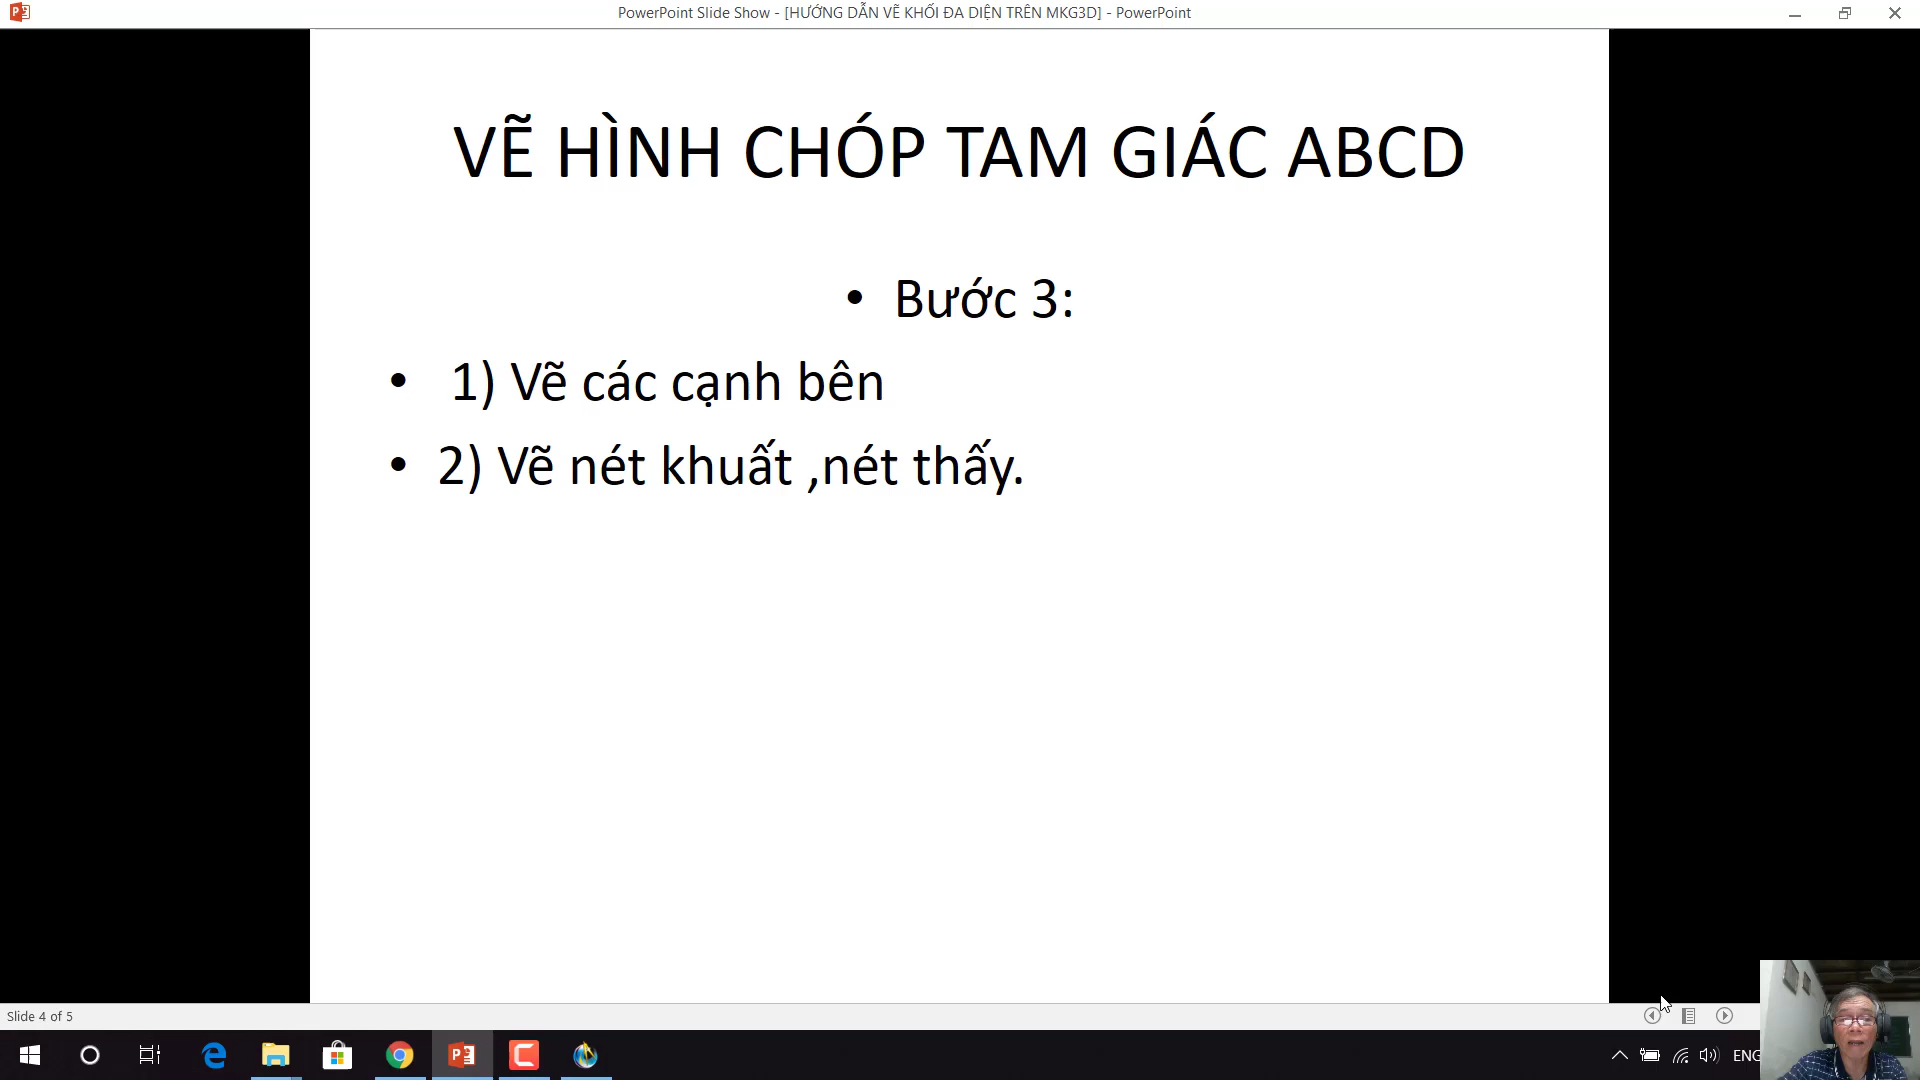 PowerPoint Slide Show - [HƯỚNG DẪN VẼ KHỐI ĐA DIỆN TRÊN MKG3D] - PowerPoint
VẼ HÌNH CHÓP TAM GIÁC ABCD
• Bước 3:
• 1) Vẽ các cạnh bên
• 2) Vẽ nét khuất ,nét thấy.
Slide 4 of 5
ENG